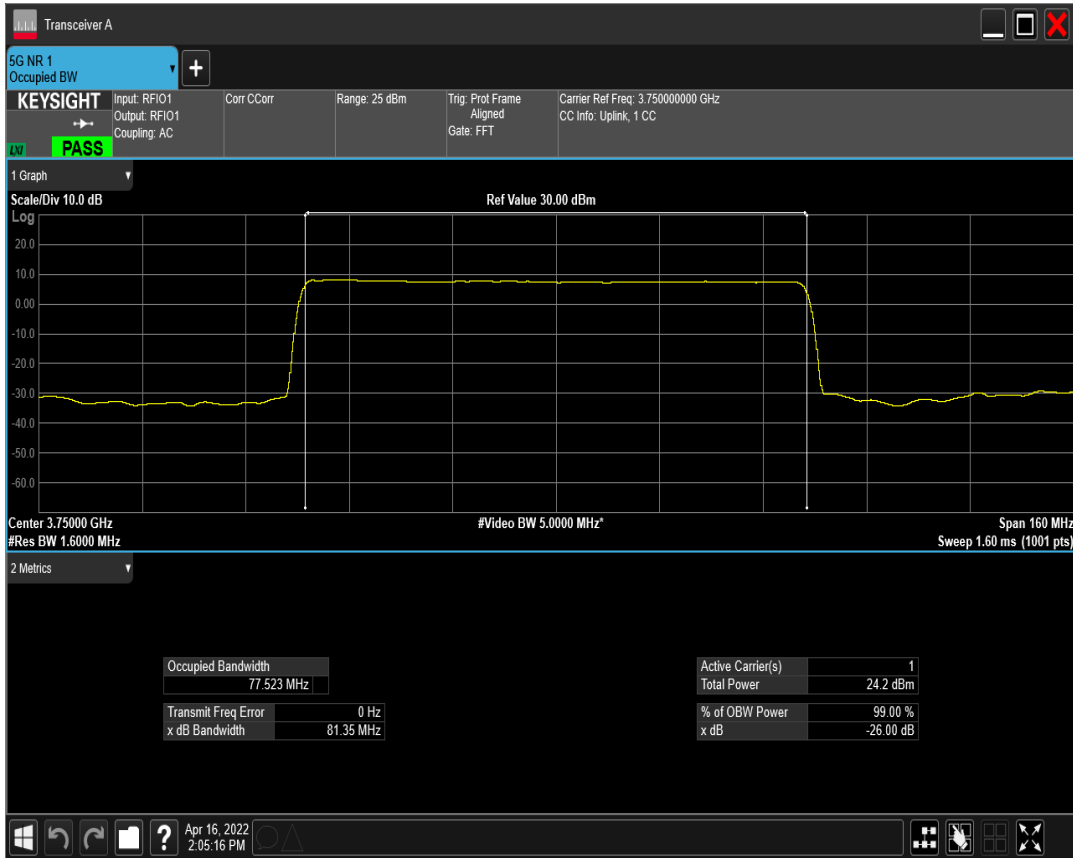 Transceiver A
5G NR 1
Occupied BW
KEYSIGHT
LXI
PASS
Input: RFIO1
Output: RFIO1
Coupling: AC
Corr CCorr
Range: 25 dBm
Trig: Prot Frame
Aligned
Gate: FFT
Carrier Ref Freq: 3.750000000 GHz
CC Info: Uplink, 1 CC
1 Graph
Scale/Div 10.0 dB
Ref Value 30.00 dBm
Log
20.0
10.0
0.00
-10.0
-20.0
-30.0
-40.0
-50.0
-60.0
Center 3.75000 GHz
#Video BW 5.0000 MHz*
Span 160 MHz
#Res BW 1.6000 MHz
Sweep 1.60 ms (1001 pts)
2 Metrics
Occupied Bandwidth
77.523 MHz
Transmit Freq Error 0 Hz
x dB Bandwidth 81.35 MHz
Active Carrier(s) 1
Total Power 24.2 dBm
% of OBW Power 99.00 %
x dB -26.00 dB
?
Apr 16, 2022
2:05:16 PM